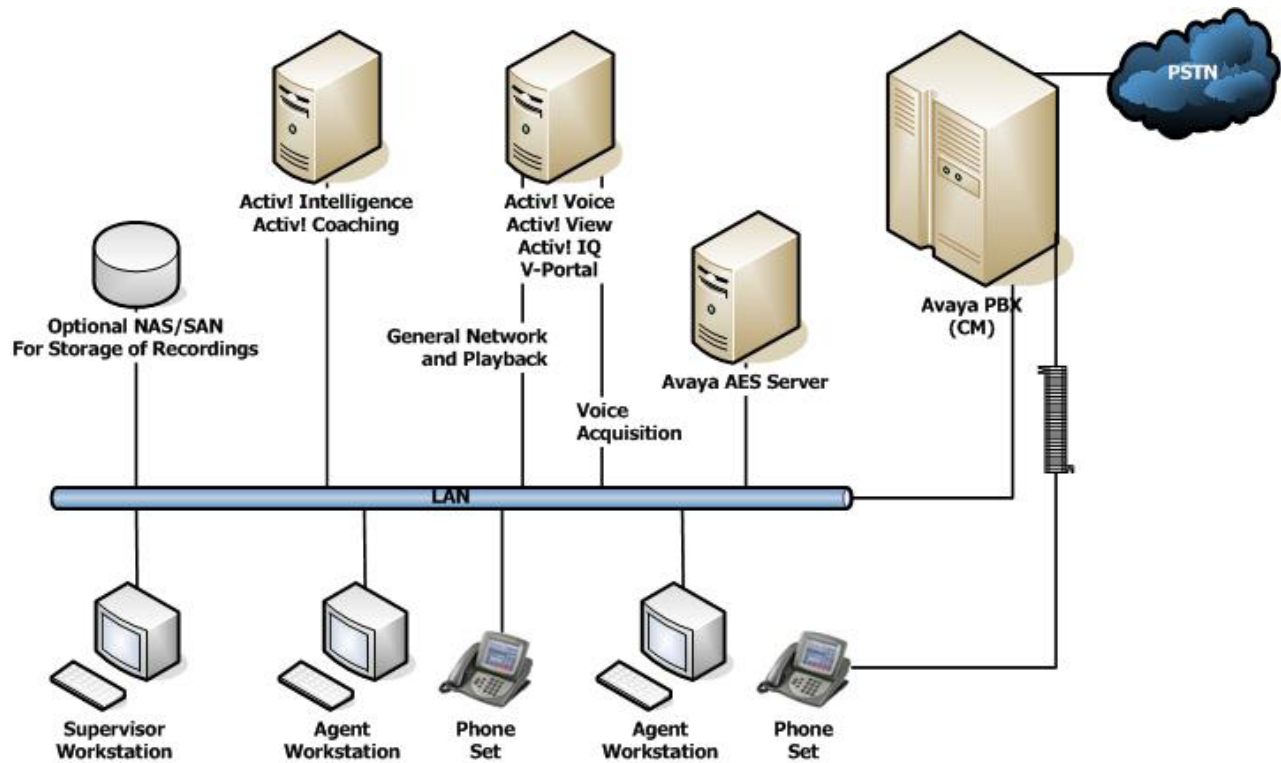 PSTN
Activ! Intelligence
Activ! Coaching
Activ! Voice
Activ! View
Activ! IQ
V-Portal
Optional NAS/SAN
For Storage of Recordings
General Network
and Playback
Avaya AES Server
Avaya PBX
(CM)
Voice
Acquisition
LAN
Supervisor
Workstation
Agent
Workstation
Phone
Set
Agent
Workstation
Phone
Set